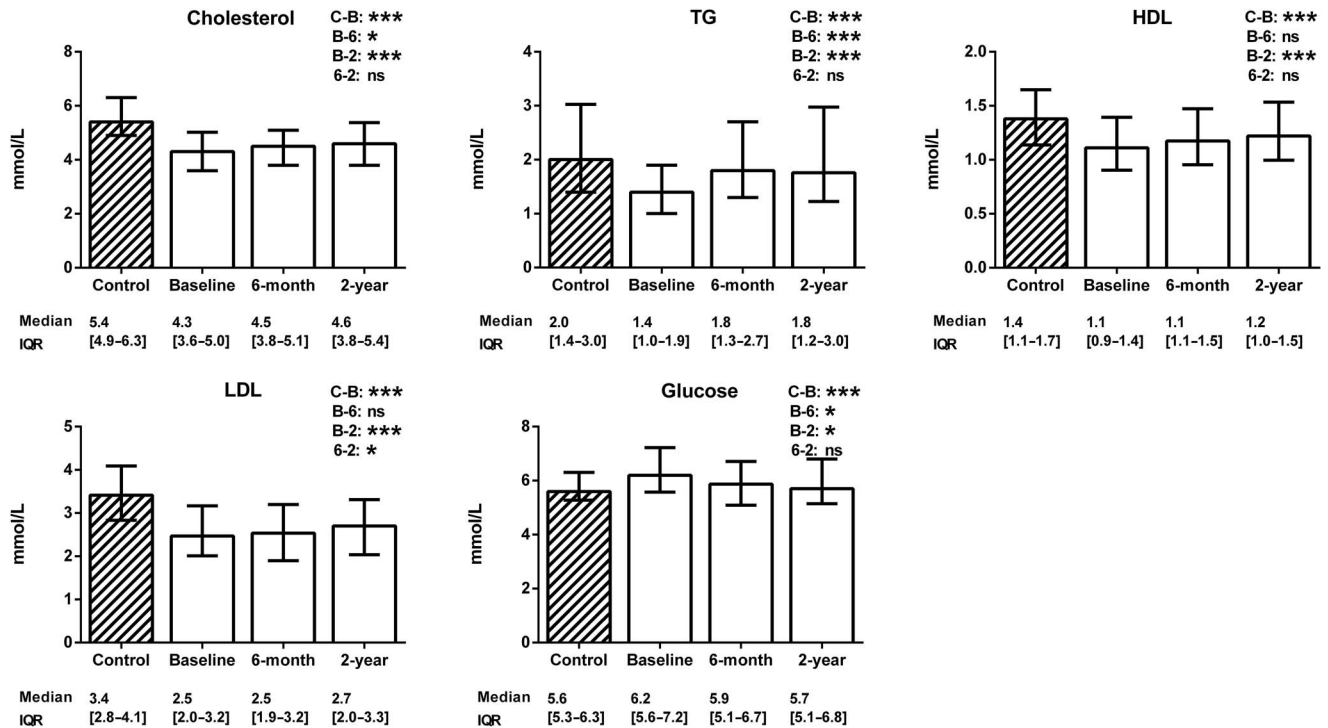 Cholesterol
C-B: ***
B-6: *
B-2: ***
6-2: ns
mmol/L
8
6
4
2
0
Control Baseline 6-month 2-year
Median 5.4 4.3 4.5 4.6
IQR [4.9–6.3] [3.6–5.0] [3.8–5.1] [3.8–5.4]
TG
C-B: ***
B-6: ***
B-2: ***
6-2: ns
mmol/L
4
3
2
1
0
Control Baseline 6-month 2-year
Median 2.0 1.4 1.8 1.8
IQR [1.4–3.0] [1.0–1.9] [1.3–2.7] [1.2–3.0]
HDL
C-B: ***
B-6: ns
B-2: ***
6-2: ns
mmol/L
2.0
1.5
1.0
0.5
0.0
Control Baseline 6-month 2-year
Median 1.4 1.1 1.1 1.2
IQR [1.1–1.7] [0.9–1.4] [1.1–1.5] [1.0–1.5]
LDL
C-B: ***
B-6: ns
B-2: ***
6-2: *
mmol/L
5
4
3
2
1
0
Control Baseline 6-month 2-year
Median 3.4 2.5 2.5 2.7
IQR [2.8–4.1] [2.0–3.2] [1.9–3.2] [2.0–3.3]
Glucose
C-B: ***
B-6: *
B-2: *
6-2: ns
mmol/L
8
6
4
2
0
Control Baseline 6-month 2-year
Median 5.6 6.2 5.9 5.7
IQR [5.3–6.3] [5.6–7.2] [5.1–6.7] [5.1–6.8]